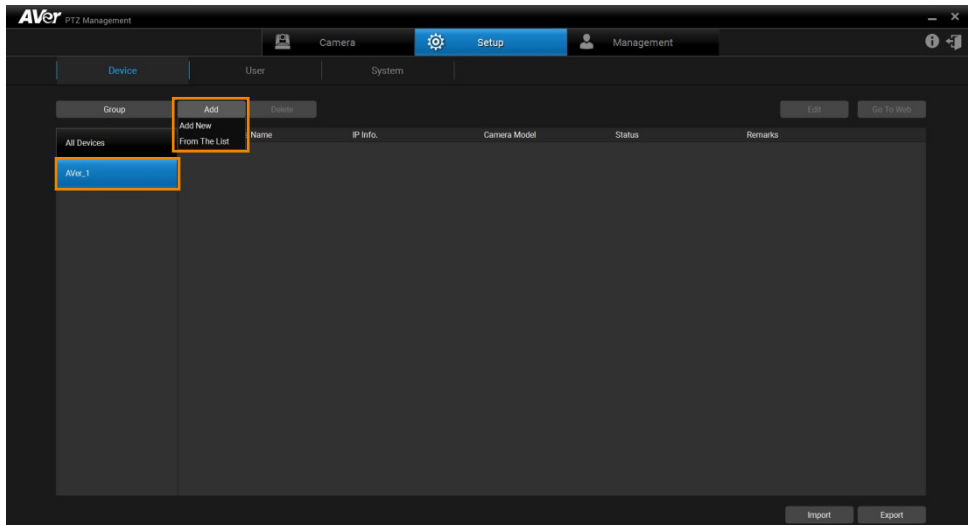 AVer PTZ Management
Camera Setup Management
Device User System
Group Add Delete Edit Go To Web
Add New
Name IP Info. Camera Model Status Remarks
All Devices From The List
AVer_1
Import Export